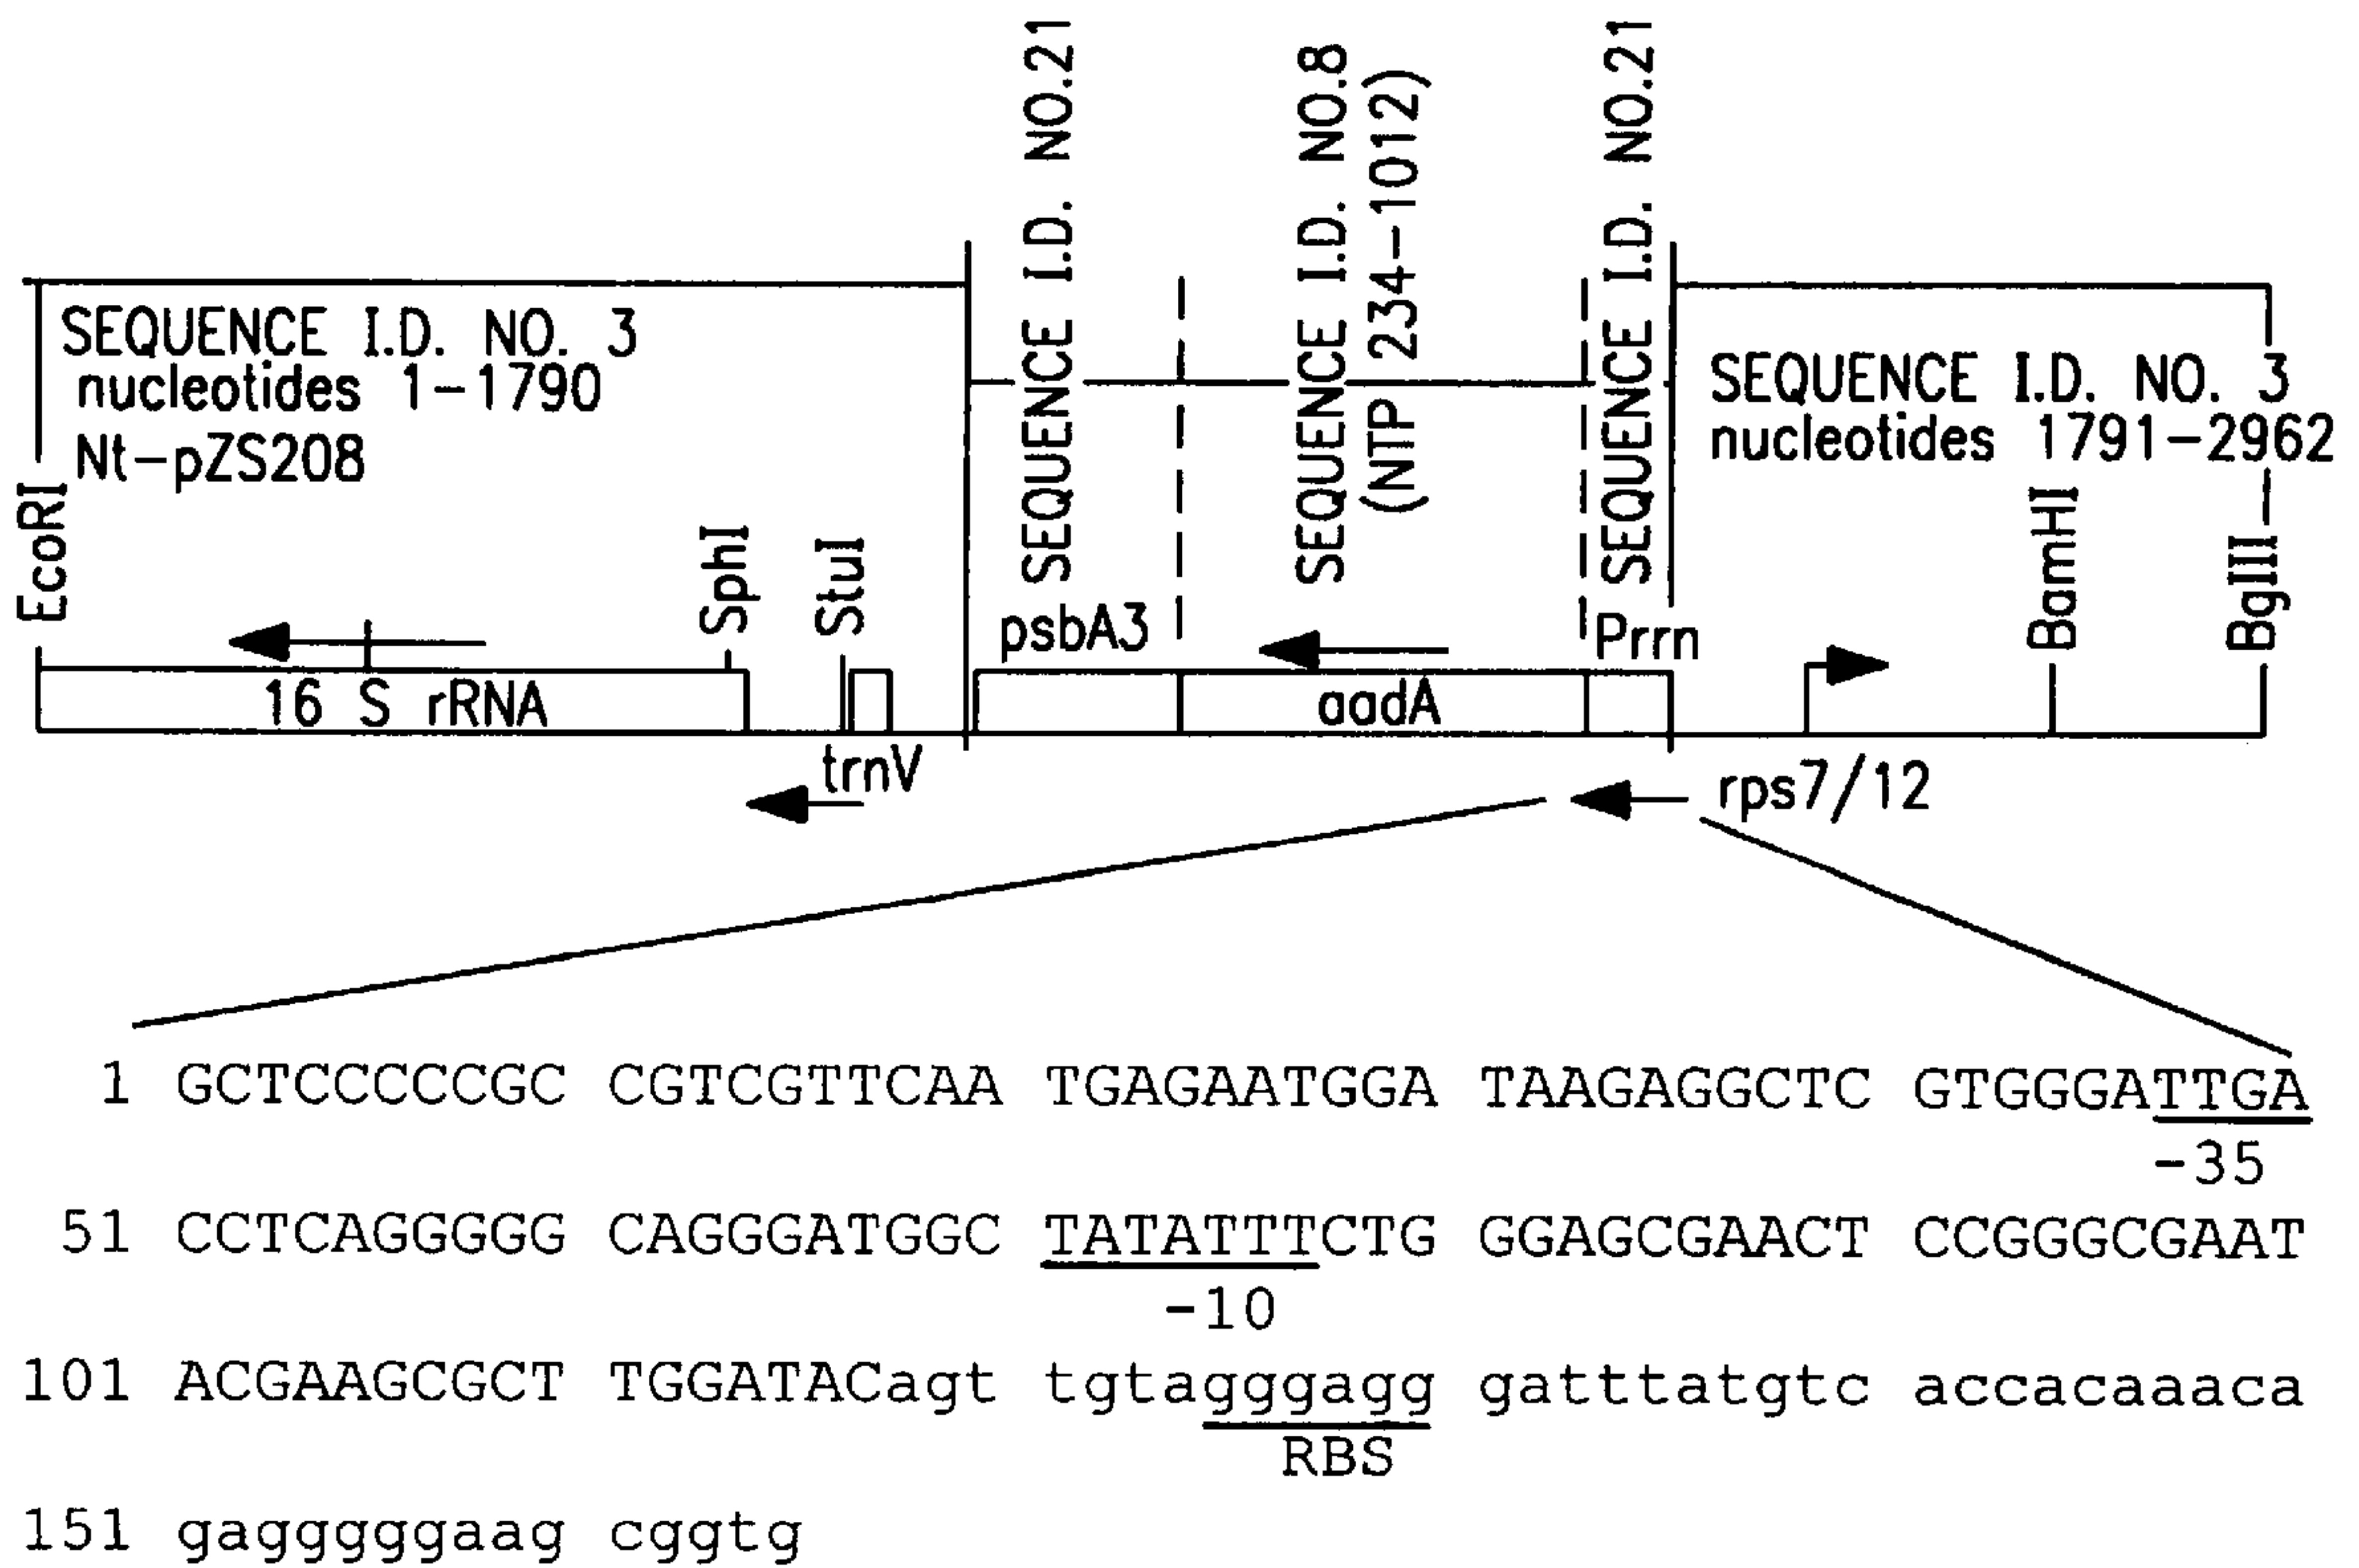 SEQUENCE I.D. NO.21
SEQUENCE I.D. NO.8
(NTP 234-1012)
SEQUENCE I.D. NO.21
SEQUENCE I.D. NO. 3
nucleotides 1-1790
Nt-pZS208
SEQUENCE I.D. NO. 3
nucleotides 1791-2962
EcoRI
SphI
StuI
psbA3
Prrn
BamHI
BglII
16 S rRNA
aadA
trnV
rps7/12
1 GCTCCCCCGC CGTCGTTCAA TGAGAATGGA TAAGAGGCTC GTGGGATTGA
-35
51 CCTCAGGGGG CAGGGATGGC TATATTTCTG GGAGCGAACT CCGGGCGAAT
-10
101 ACGAAGCGCT TGGATACagt tgtagggagg gatttatgtc accacaaaca
RBS
151 gagggggaag cggtg